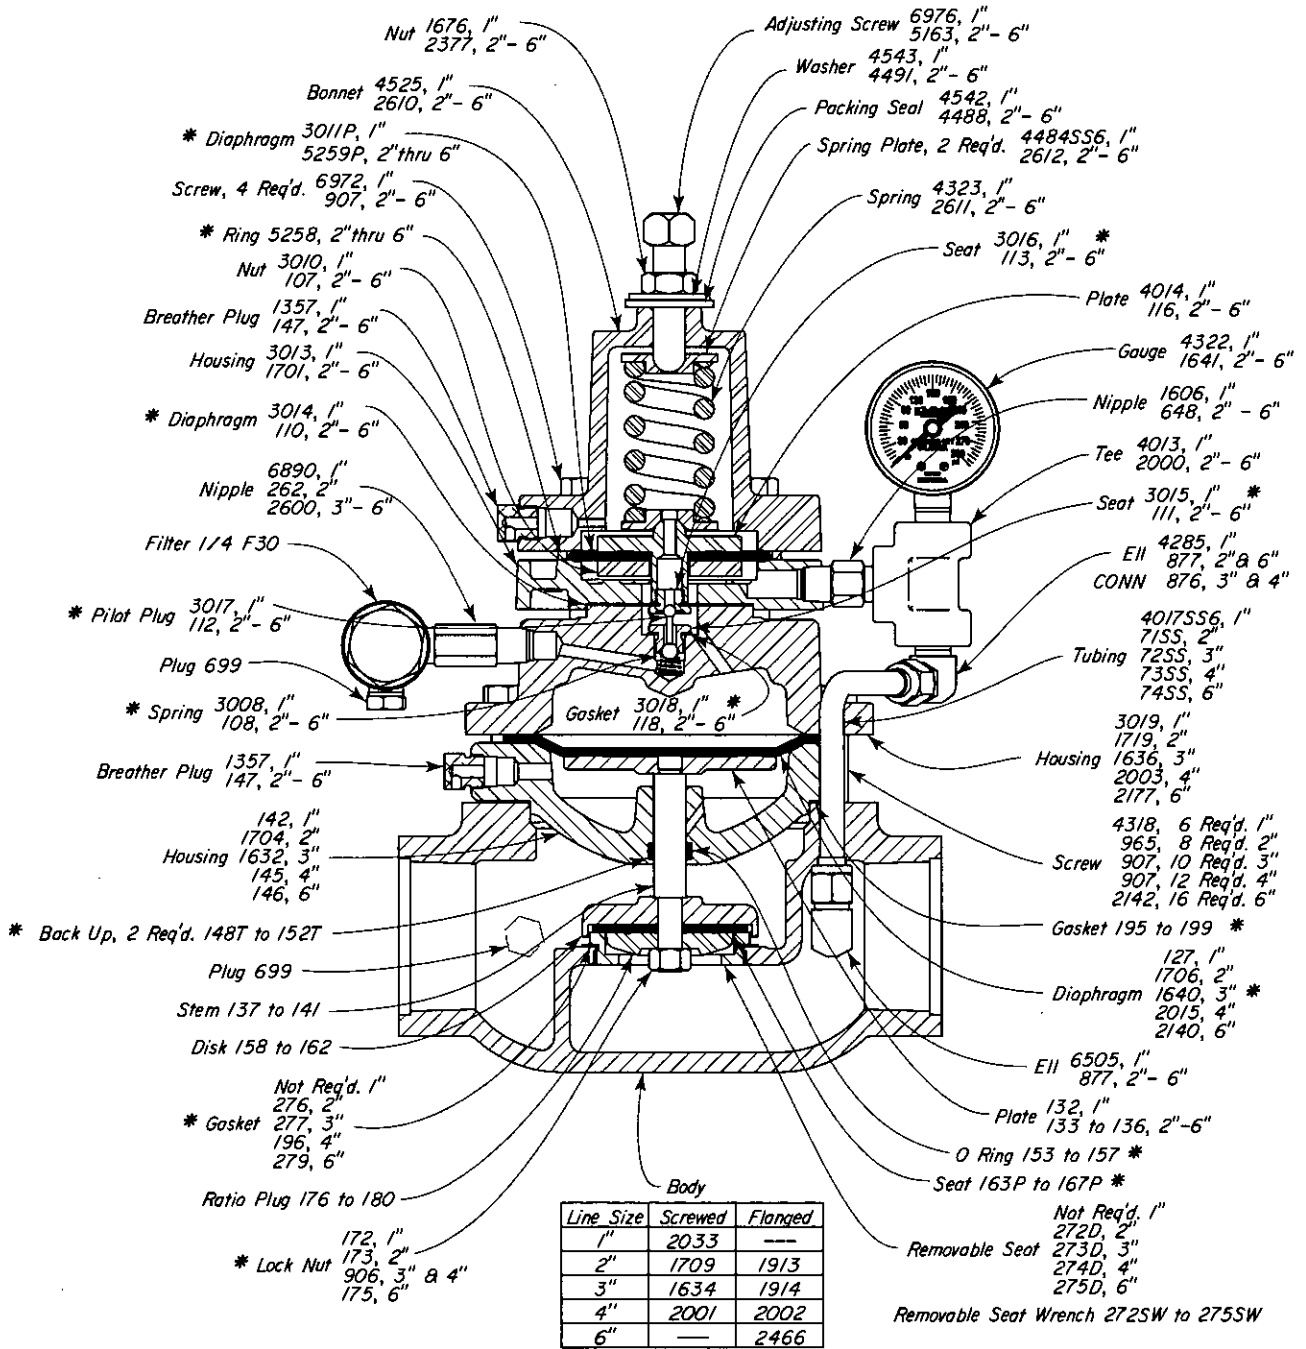 Nut 1676, 1"
2377, 2"- 6"
Bonnet 4525, 1"
2610, 2"- 6"
* Diaphragm 3011P, 1"
5259P, 2"thru 6"
Screw, 4 Req'd. 6972, 1"
907, 2"- 6"
* Ring 5258, 2"thru 6"
Nut 3010, 1"
107, 2"- 6"
Breather Plug 1357, 1"
147, 2"- 6"
Housing 3013, 1"
1701, 2"- 6"
* Diaphragm 3014, 1"
110, 2"- 6"
Nipple 6890, 1"
262, 2"
2600, 3"- 6"
Filter 1/4 F30
* Pilot Plug 3017, 1"
112, 2"- 6"
Plug 699
* Spring 3008, 1"
108, 2"- 6"
Breather Plug 1357, 1"
147, 2"- 6"
142, 1"
1704, 2"
Housing 1632, 3"
145, 4"
146, 6"
* Back Up, 2 Req'd. 148T to 152T
Plug 699
Stem 137 to 141
Disk 158 to 162
Not Req'd. 1"
276, 2"
* Gasket 277, 3"
196, 4"
279, 6"
Ratio Plug 176 to 180
172, 1"
* Lock Nut 173, 2"
906, 3" & 4"
175, 6"
Adjusting Screw 6976, 1"
5163, 2"- 6"
Washer 4543, 1"
4491, 2"- 6"
Packing Seal 4542, 1"
4488, 2"- 6"
Spring Plate, 2 Req'd. 4484SS6, 1"
2612, 2"- 6"
Spring 4323, 1"
2611, 2"- 6"
Seat 3016, 1" *
113, 2"- 6"
Plate 4014, 1"
116, 2"- 6"
Gauge 4322, 1"
1641, 2"- 6"
Nipple 1606, 1"
648, 2" - 6"
Tee 4013, 1"
2000, 2"- 6"
Seat 3015, 1" *
111, 2"- 6"
Ell 4285, 1"
877, 2" & 6"
CONN 876, 3" & 4"
4017SS6, 1"
71SS, 2"
Tubing 72SS, 3"
73SS, 4"
74SS, 6"
Gasket 3018, 1" *
118, 2"- 6"
3019, 1"
1719, 2"
Housing 1636, 3"
2003, 4"
2177, 6"
4318, 6 Req'd. 1"
965, 8 Req'd. 2"
Screw 907, 10 Req'd. 3"
907, 12 Req'd. 4"
2142, 16 Req'd. 6"
Gasket 195 to 199 *
127, 1"
1706, 2"
Diaphragm 1640, 3" *
2015, 4"
2140, 6"
Ell 6505, 1"
877, 2"- 6"
Plate 132, 1"
133 to 136, 2"-6"
O Ring 153 to 157 *
Seat 163P to 167P *
Not Req'd. 1"
272D, 2"
Removable Seat 273D, 3"
274D, 4"
275D, 6"
Removable Seat Wrench 272SW to 275SW
Body
Line Size Screwed Flanged
1" 2033 ---
2" 1709 1913
3" 1634 1914
4" 2001 2002
6" — 2466